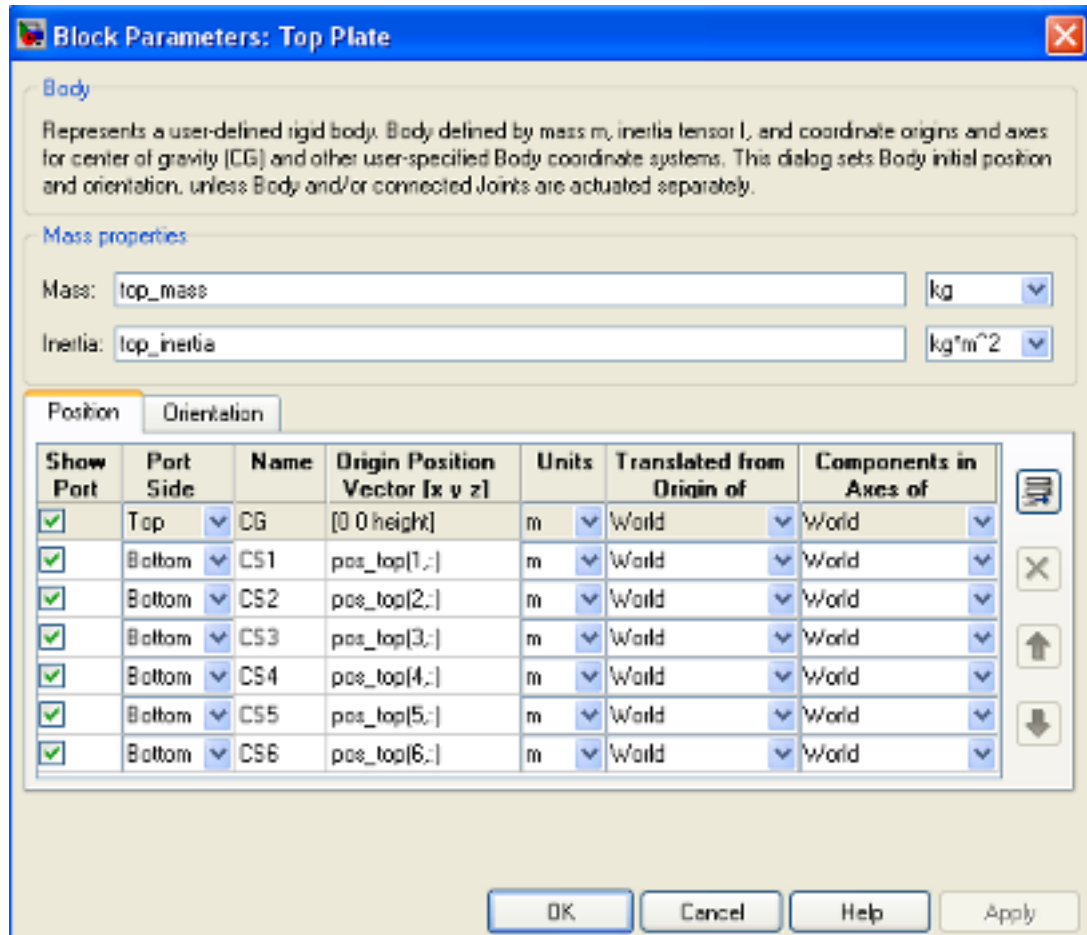 Block Parameters: Top Plate
Body
Represents a user-defined rigid body. Body defined by mass m, inertia tensor I, and coordinate origins and axes
for center of gravity (CG) and other user-specified Body coordinate systems. This dialog sets Body initial position
and orientation, unless Body and/or connected Joints are actuated separately.
Mass properties
Mass: top_mass kg
Inertia: top_inertia kg*m^2
Position Orientation
Show Port Name Origin Position Units Translated from Components in
Port Side Vector [x y z] Origin of Axes of
Top CG [0 0 height] m World World
Bottom CS1 pos_top(1,:) m World World
Bottom CS2 pos_top(2,:) m World World
Bottom CS3 pos_top(3,:) m World World
Bottom CS4 pos_top(4,:) m World World
Bottom CS5 pos_top(5,:) m World World
Bottom CS6 pos_top(6,:) m World World
OK Cancel Help Apply